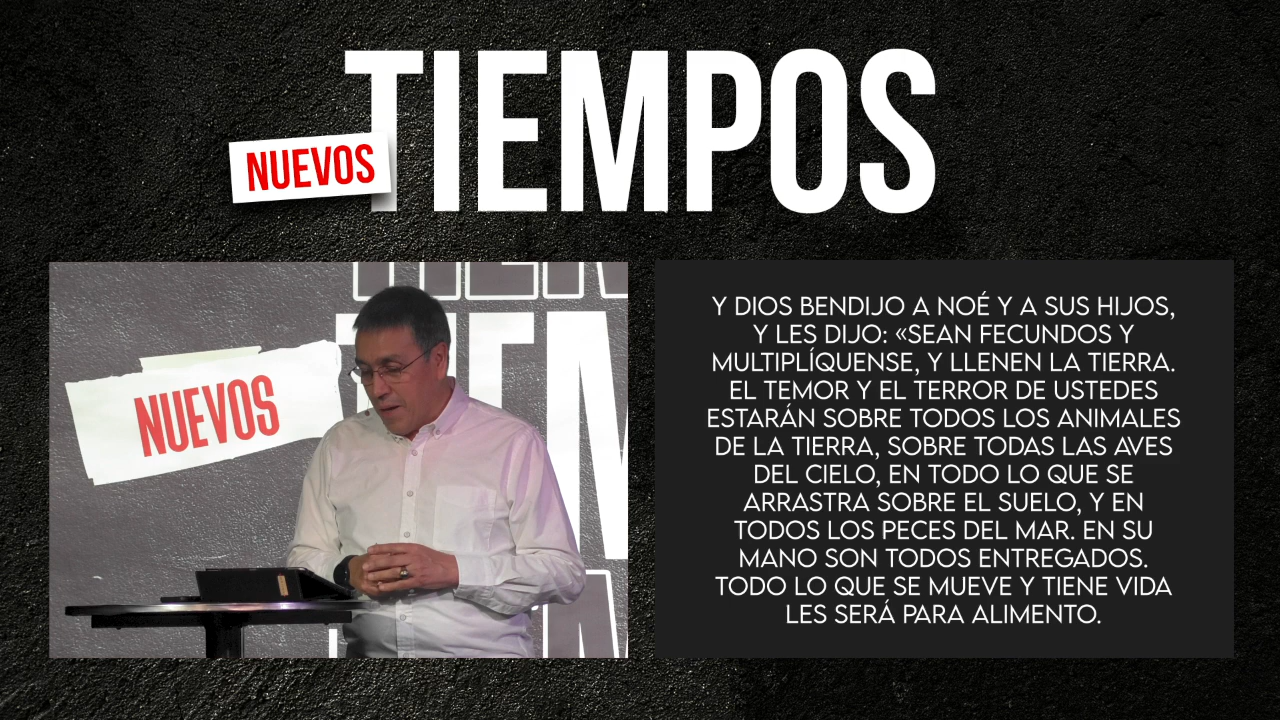 TIEMPOS
NUEVOS
NUEVOS
Y DIOS BENDIJO A NOÉ Y A SUS HIJOS,
Y LES DIJO: «SEAN FECUNDOS Y
MULTIPLÍQUENSE, Y LLENEN LA TIERRA.
EL TEMOR Y EL TERROR DE USTEDES
ESTARÁN SOBRE TODOS LOS ANIMALES
DE LA TIERRA, SOBRE TODAS LAS AVES
DEL CIELO, EN TODO LO QUE SE
ARRASTRA SOBRE EL SUELO, Y EN
TODOS LOS PECES DEL MAR. EN SU
MANO SON TODOS ENTREGADOS.
TODO LO QUE SE MUEVE Y TIENE VIDA
LES SERÁ PARA ALIMENTO.